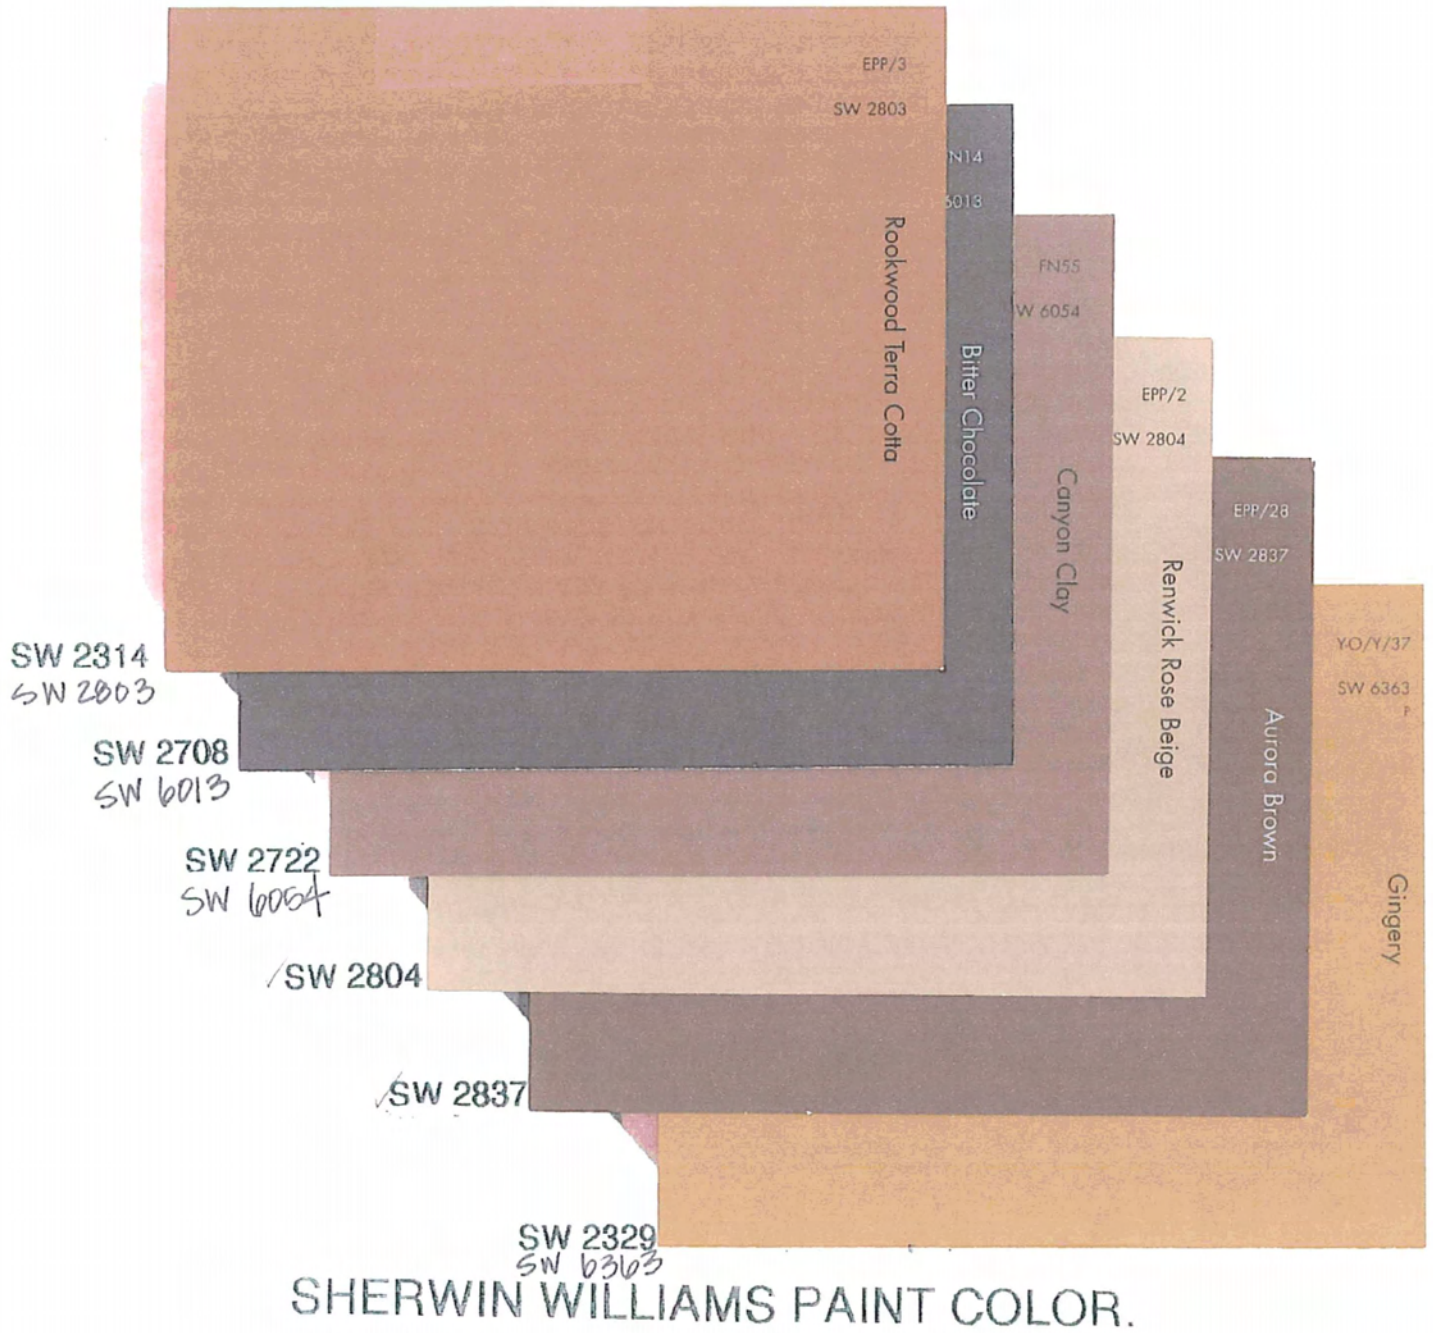 EPP/3
SW 2803
Rookwood Terra Cotta
N14
6013
Bitter Chocolate
FN55
W 6054
Canyon Clay
EPP/2
SW 2804
Renwick Rose Beige
EPP/28
SW 2837
Aurora Brown
Y-O/Y/37
SW 6363
P
Gingery
SW 2314
SW 2803
SW 2708
SW 6013
SW 2722
SW 6054
SW 2804
SW 2837
SW 2329
SW 6363
SHERWIN WILLIAMS PAINT COLOR.